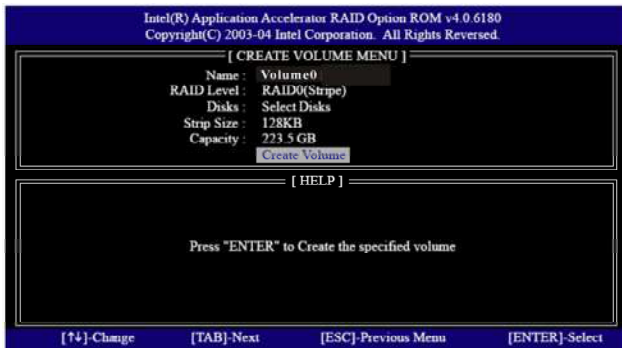 Intel(R) Application Accelerator RAID Option ROM v4.0.6180
Copyright(C) 2003-04 Intel Corporation. All Rights Reversed.
[ CREATE VOLUME MENU ]
Name : Volume0
RAID Level : RAID0(Stripe)
Disks : Select Disks
Strip Size : 128KB
Capacity : 223.5 GB
Create Volume
[ HELP ]
Press "ENTER" to Create the specified volume
[↑↓]-Change [TAB]-Next [ESC]-Previous Menu [ENTER]-Select